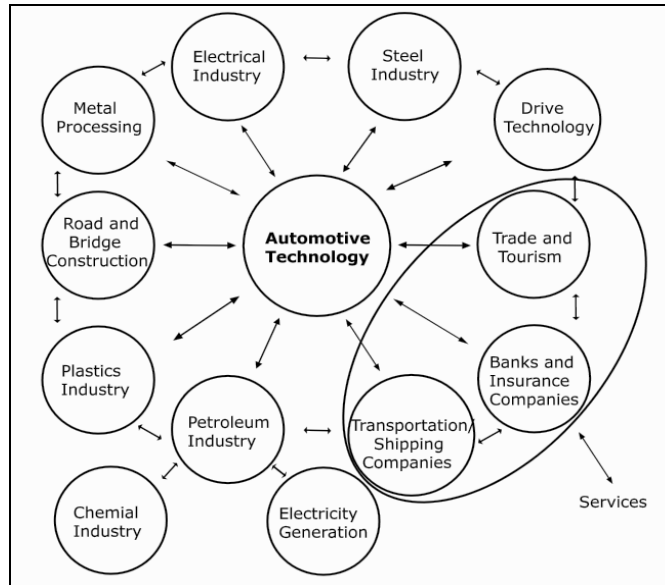 Electrical
Industry
Steel
Industry
Metal
Processing
Drive
Technology
Road and
Bridge
Construction
Automotive
Technology
Trade and
Tourism
Plastics
Industry
Petroleum
Industry
Transportation/
Shipping
Companies
Banks and
Insurance
Companies
Chemial
Industry
Electricity
Generation
Services